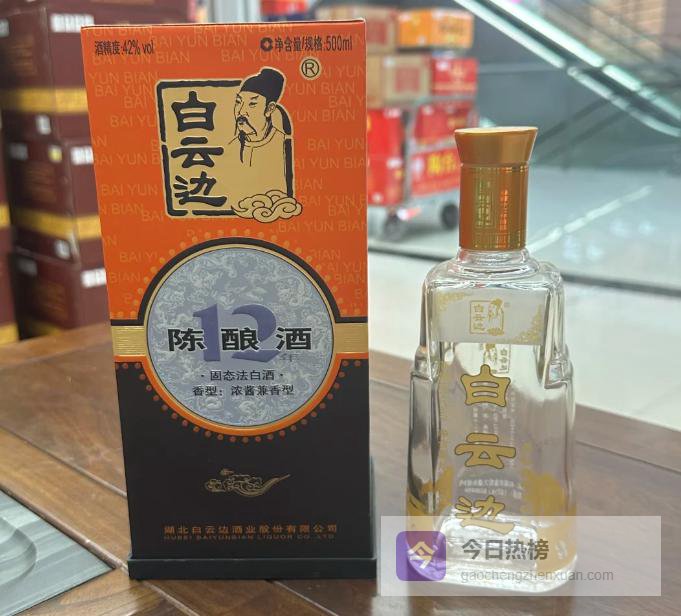 酒精度:42% vol
净含量/规格:500ml
BAI YUN BIAN
®
白云边
12
陈酿酒
·固态法白酒·
香型：浓酱兼香型
湖北白云边酒业股份有限公司
HUBEI BAIYUNBIAN LIQUOR CO.,LTD
白云边
白云边
今
今日热榜
gaochengzhenxuan.com